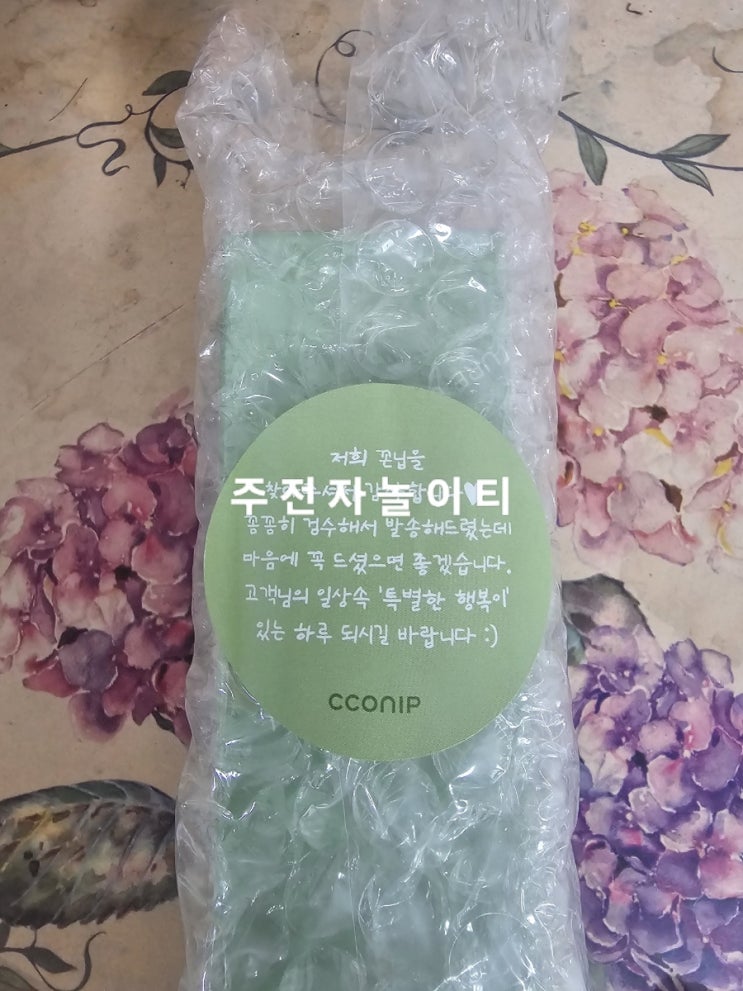 저희 꼰닙을
주전자놀이티
꼼꼼히 검수해서 발송해드렸는데
마음에 꼭 드셨으면 좋겠습니다.
고객님의 일상속 '특별한 행복이'
있는 하루 되시길 바랍니다 :)
CCONIP